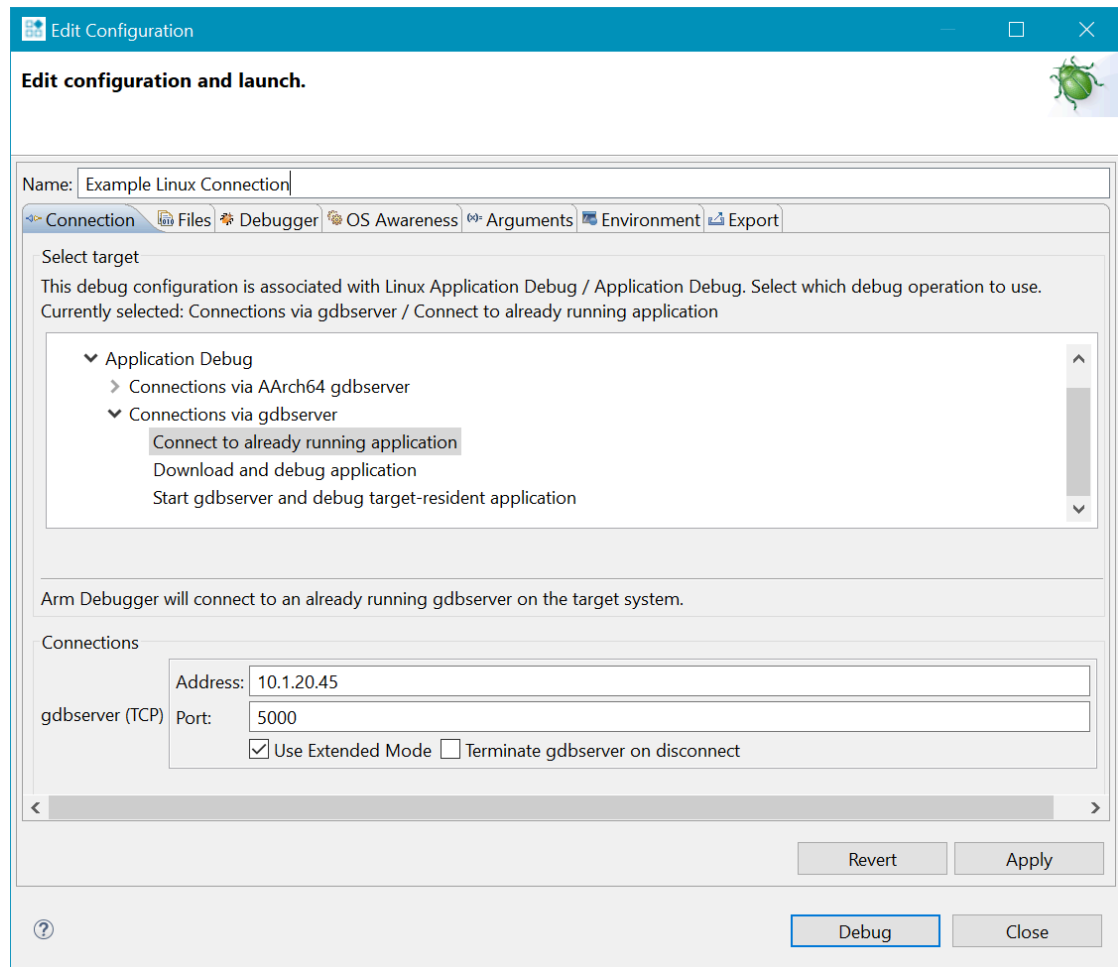 Edit Configuration
Edit configuration and launch.
Name: Example Linux Connection
Connection Files Debugger OS Awareness Arguments Environment Export
Select target
This debug configuration is associated with Linux Application Debug / Application Debug. Select which debug operation to use.
Currently selected: Connections via gdbserver / Connect to already running application
Application Debug
Connections via AArch64 gdbserver
Connections via gdbserver
Connect to already running application
Download and debug application
Start gdbserver and debug target-resident application
Arm Debugger will connect to an already running gdbserver on the target system.
Connections
Address: 10.1.20.45
gdbserver (TCP) Port: 5000
Use Extended Mode Terminate gdbserver on disconnect
Revert Apply
Debug Close